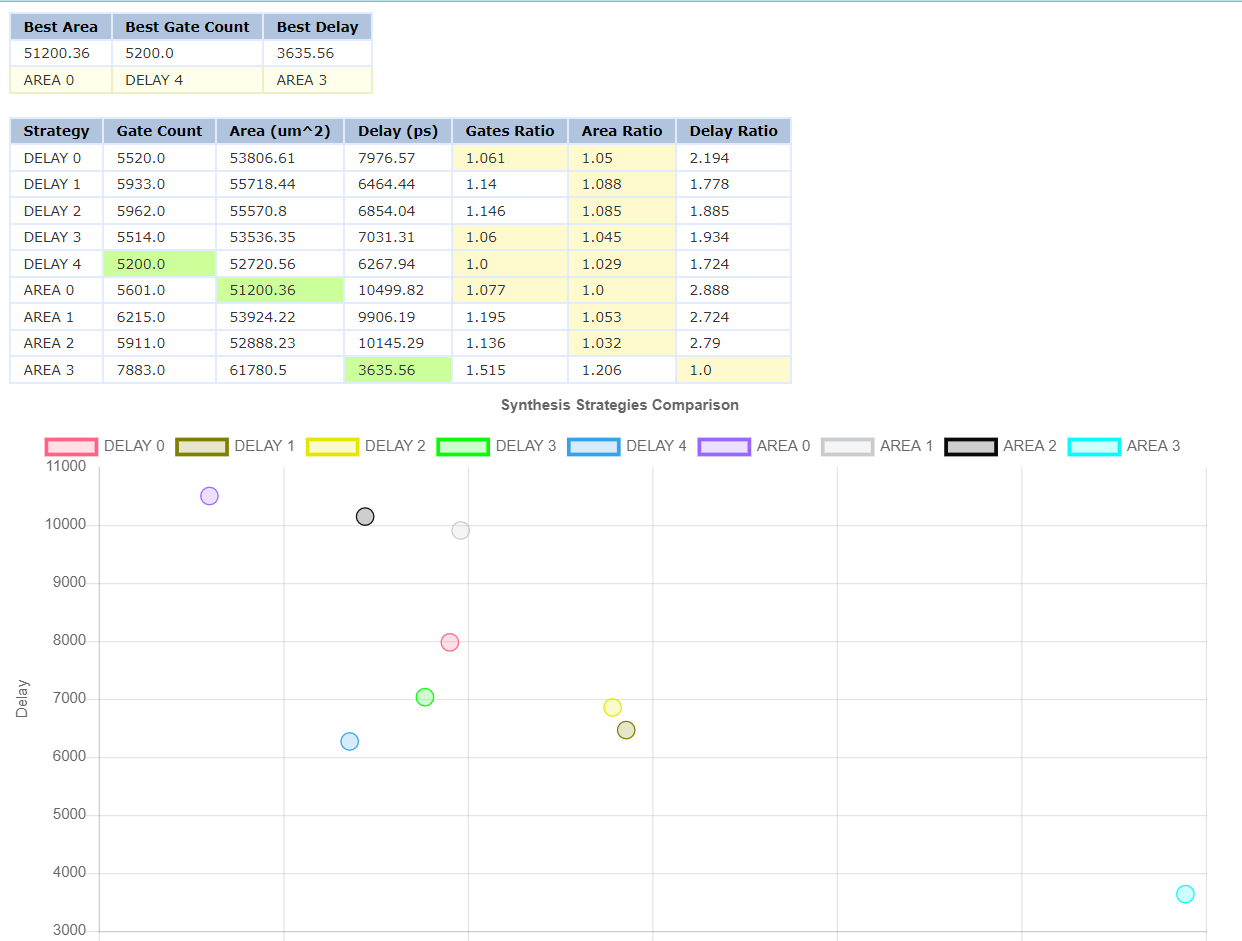 Best Area Best Gate Count Best Delay
51200.36 5200.0 3635.56
AREA 0 DELAY 4 AREA 3
Strategy Gate Count Area (um^2) Delay (ps) Gates Ratio Area Ratio Delay Ratio
DELAY 0 5520.0 53806.61 7976.57 1.061 1.05 2.194
DELAY 1 5933.0 55718.44 6464.44 1.14 1.088 1.778
DELAY 2 5962.0 55570.8 6854.04 1.146 1.085 1.885
DELAY 3 5514.0 53536.35 7031.31 1.06 1.045 1.934
DELAY 4 5200.0 52720.56 6267.94 1.0 1.029 1.724
AREA 0 5601.0 51200.36 10499.82 1.077 1.0 2.888
AREA 1 6215.0 53924.22 9906.19 1.195 1.053 2.724
AREA 2 5911.0 52888.23 10145.29 1.136 1.032 2.79
AREA 3 7883.0 61780.5 3635.56 1.515 1.206 1.0
Synthesis Strategies Comparison
DELAY 0 DELAY 1 DELAY 2 DELAY 3 DELAY 4 AREA 0 AREA 1 AREA 2 AREA 3
11000
10000
9000
8000
7000
6000
5000
4000
3000
Delay